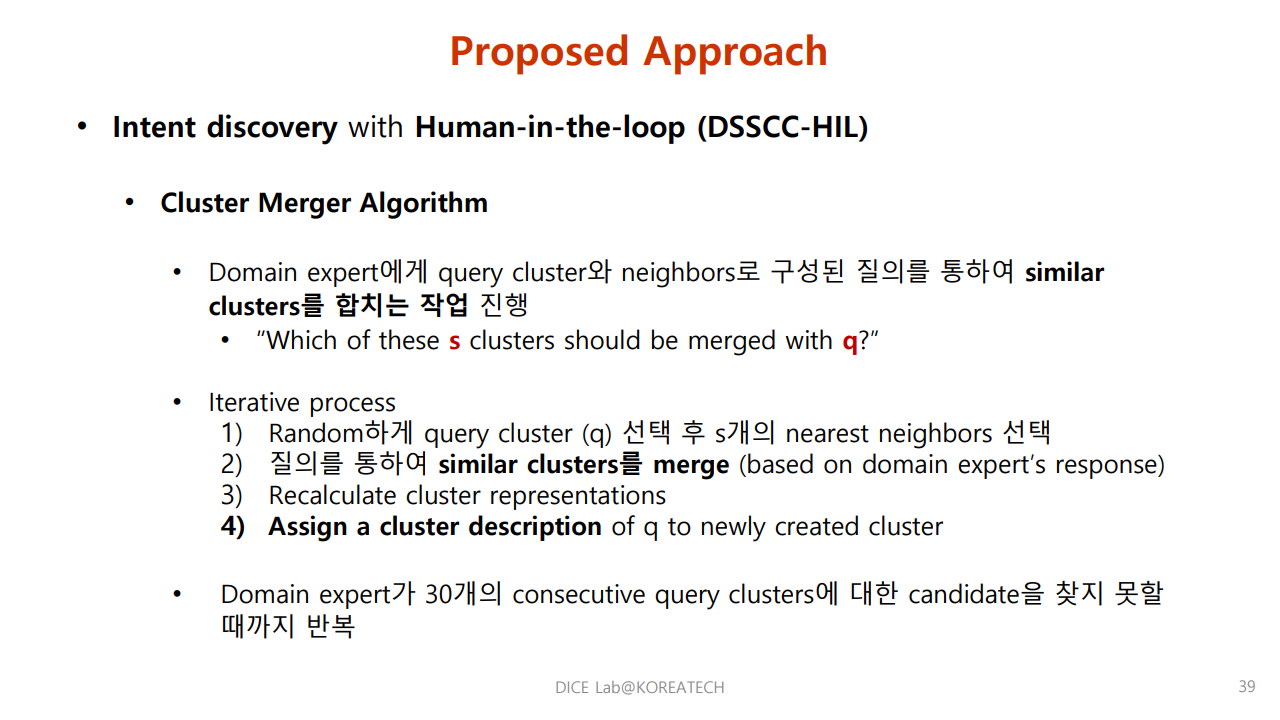 Proposed Approach
• Intent discovery with Human-in-the-loop (DSSCC-HIL)
• Cluster Merger Algorithm
• Domain expert에게 query cluster와 neighbors로 구성된 질의를 통하여 similar
clusters를 합치는 작업 진행
• “Which of these s clusters should be merged with q?”
• Iterative process
1) Random하게 query cluster (q) 선택 후 s개의 nearest neighbors 선택
2) 질의를 통하여 similar clusters를 merge (based on domain expert’s response)
3) Recalculate cluster representations
4) Assign a cluster description of q to newly created cluster
• Domain expert가 30개의 consecutive query clusters에 대한 candidate을 찾지 못할
때까지 반복
DICE Lab@KOREATECH
39